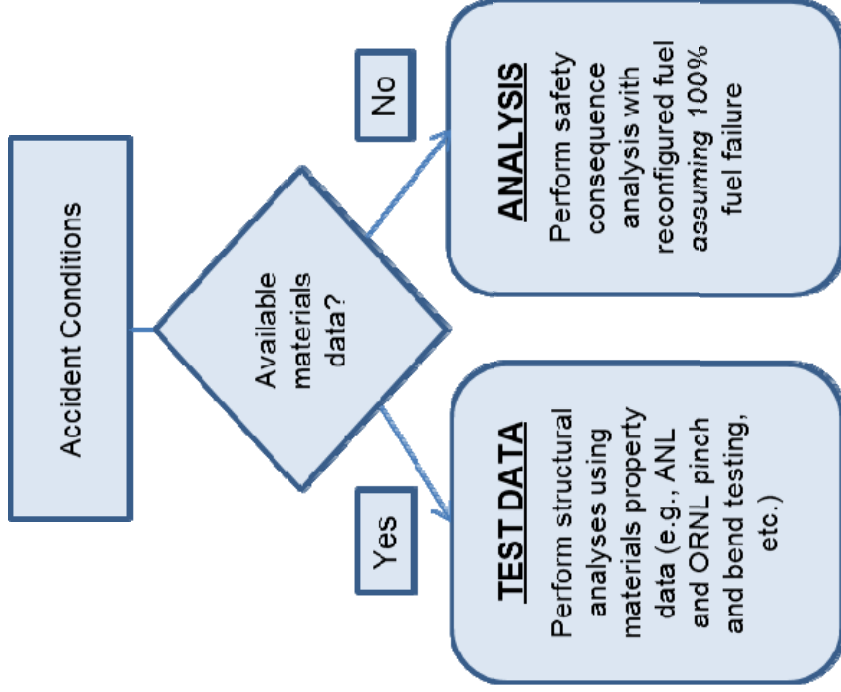 Accident Conditions
Available
materials
data?
Yes
No
TEST DATA
Perform structural
analyses using
materials property
data (e.g., ANL
and ORNL pinch
and bend testing,
etc.)
ANALYSIS
Perform safety
consequence
analysis with
reconfigured fuel
assuming 100%
fuel failure